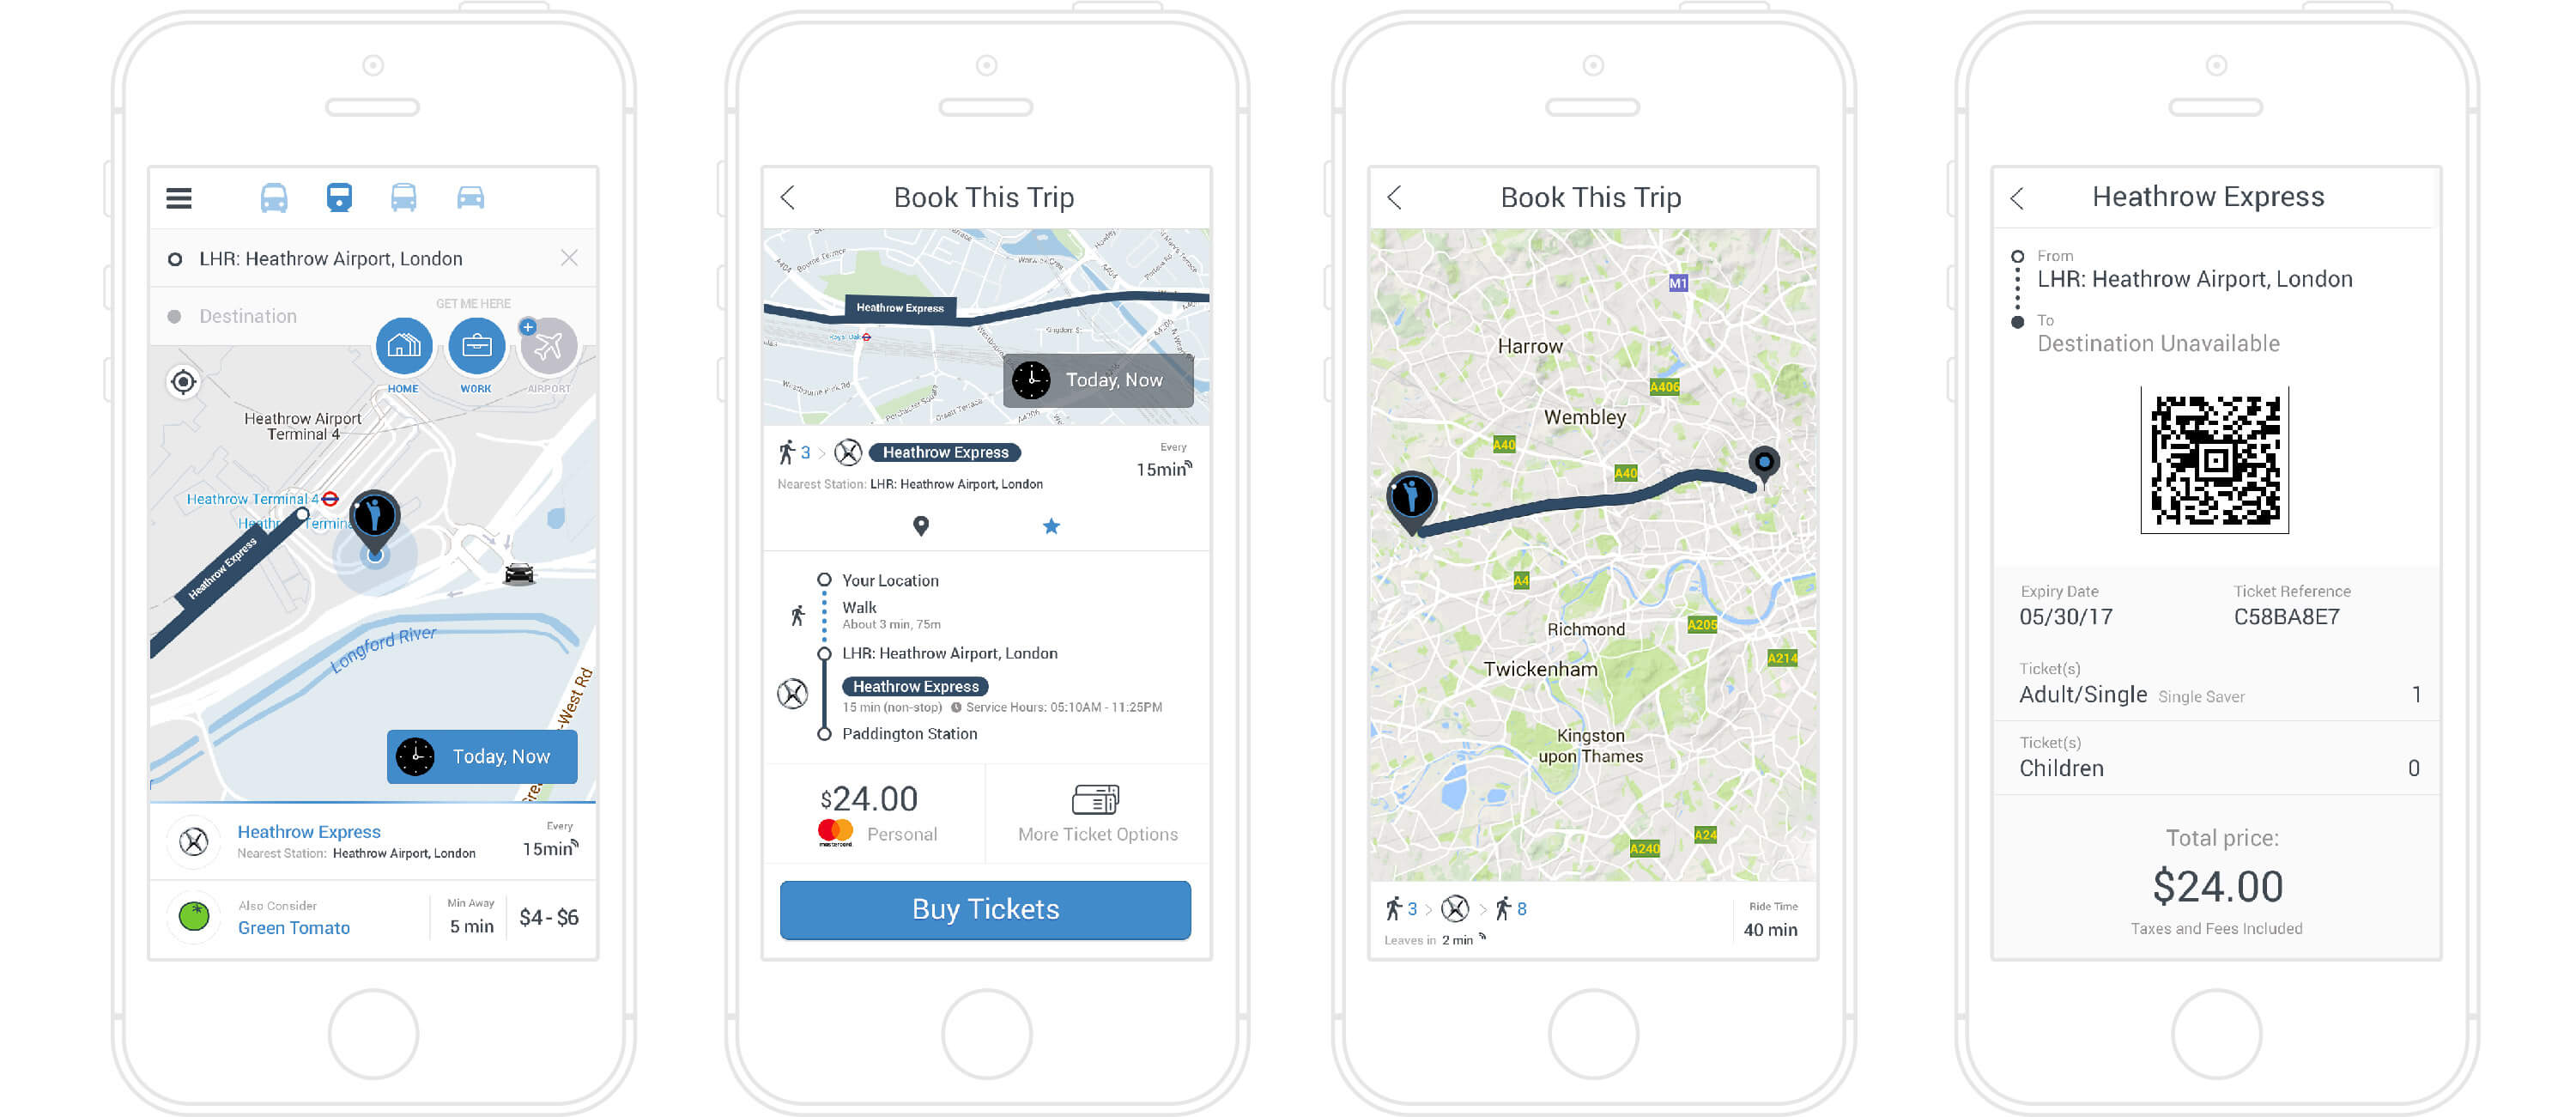 LHR: Heathrow Airport, London
GET ME HERE
Destination
HOME
WORK
AIRPORT
Heathrow Airport
Terminal 4
Heathrow Terminal 4
Heathrow Express
Longford River
-West Rd
Today, Now
Heathrow Express
Nearest Station: Heathrow Airport, London
Every
15min
Also Consider
Green Tomato
Min Away
5 min
$4 - $6
Book This Trip
Heathrow Express
Royal Oak
Westbourne Park Rd
A404
Today, Now
3 > Heathrow Express
Every
15min
Nearest Station: LHR: Heathrow Airport, London
Your Location
Walk
About 3 min, 75m
LHR: Heathrow Airport, London
Heathrow Express
15 min (non-stop) Service Hours: 05:10AM - 11:25PM
Paddington Station
$24.00
mastercard
Personal
More Ticket Options
Buy Tickets
Book This Trip
M1
Harrow
A406
Wembley
A40
A40
A4
Richmond
A205
Twickenham
A214
Kingston
upon Thames
A24
A240
3 > > 8
Leaves in 2 min
Ride Time
40 min
Heathrow Express
From
LHR: Heathrow Airport, London
To
Destination Unavailable
Expiry Date
05/30/17
Ticket Reference
C58BA8E7
Ticket(s)
Adult/Single Single Saver 1
Ticket(s)
Children 0
Total price:
$24.00
Taxes and Fees Included